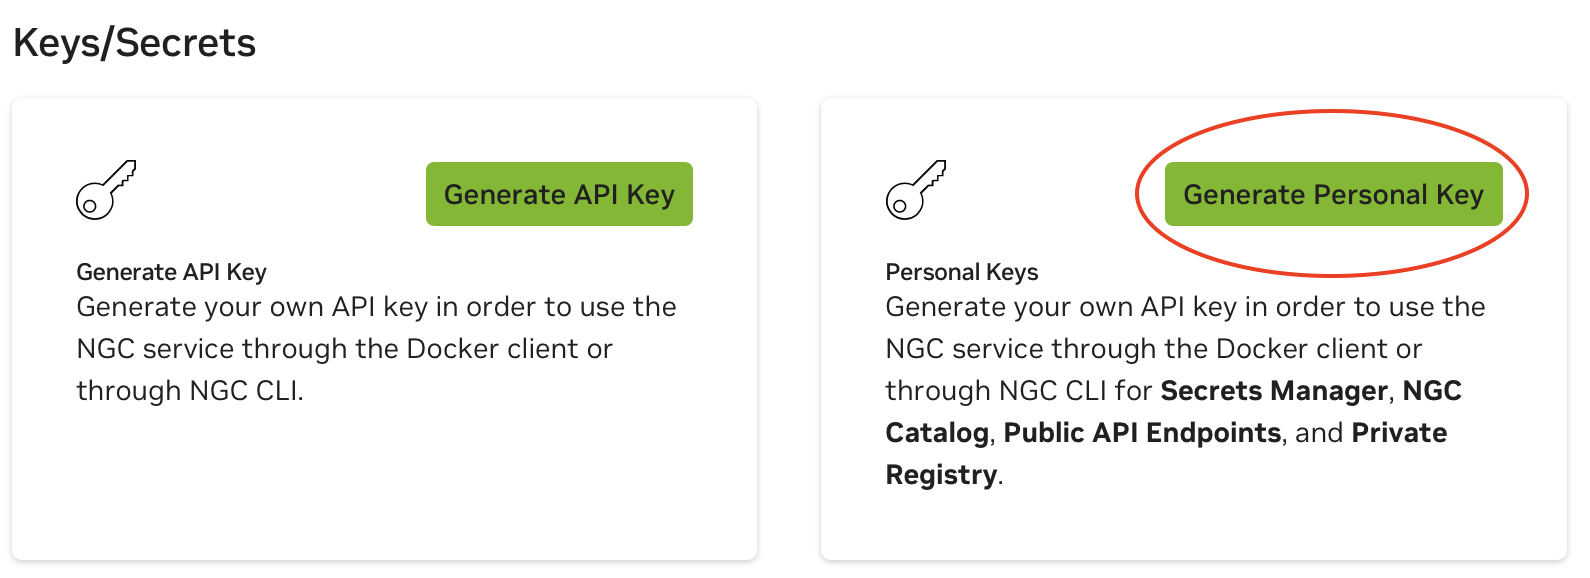 Keys/Secrets
Generate API Key
Generate API Key
Generate your own API key in order to use the
NGC service through the Docker client or
through NGC CLI.
Generate Personal Key
Personal Keys
Generate your own API key in order to use the
NGC service through the Docker client or
through NGC CLI for Secrets Manager, NGC
Catalog, Public API Endpoints, and Private
Registry.